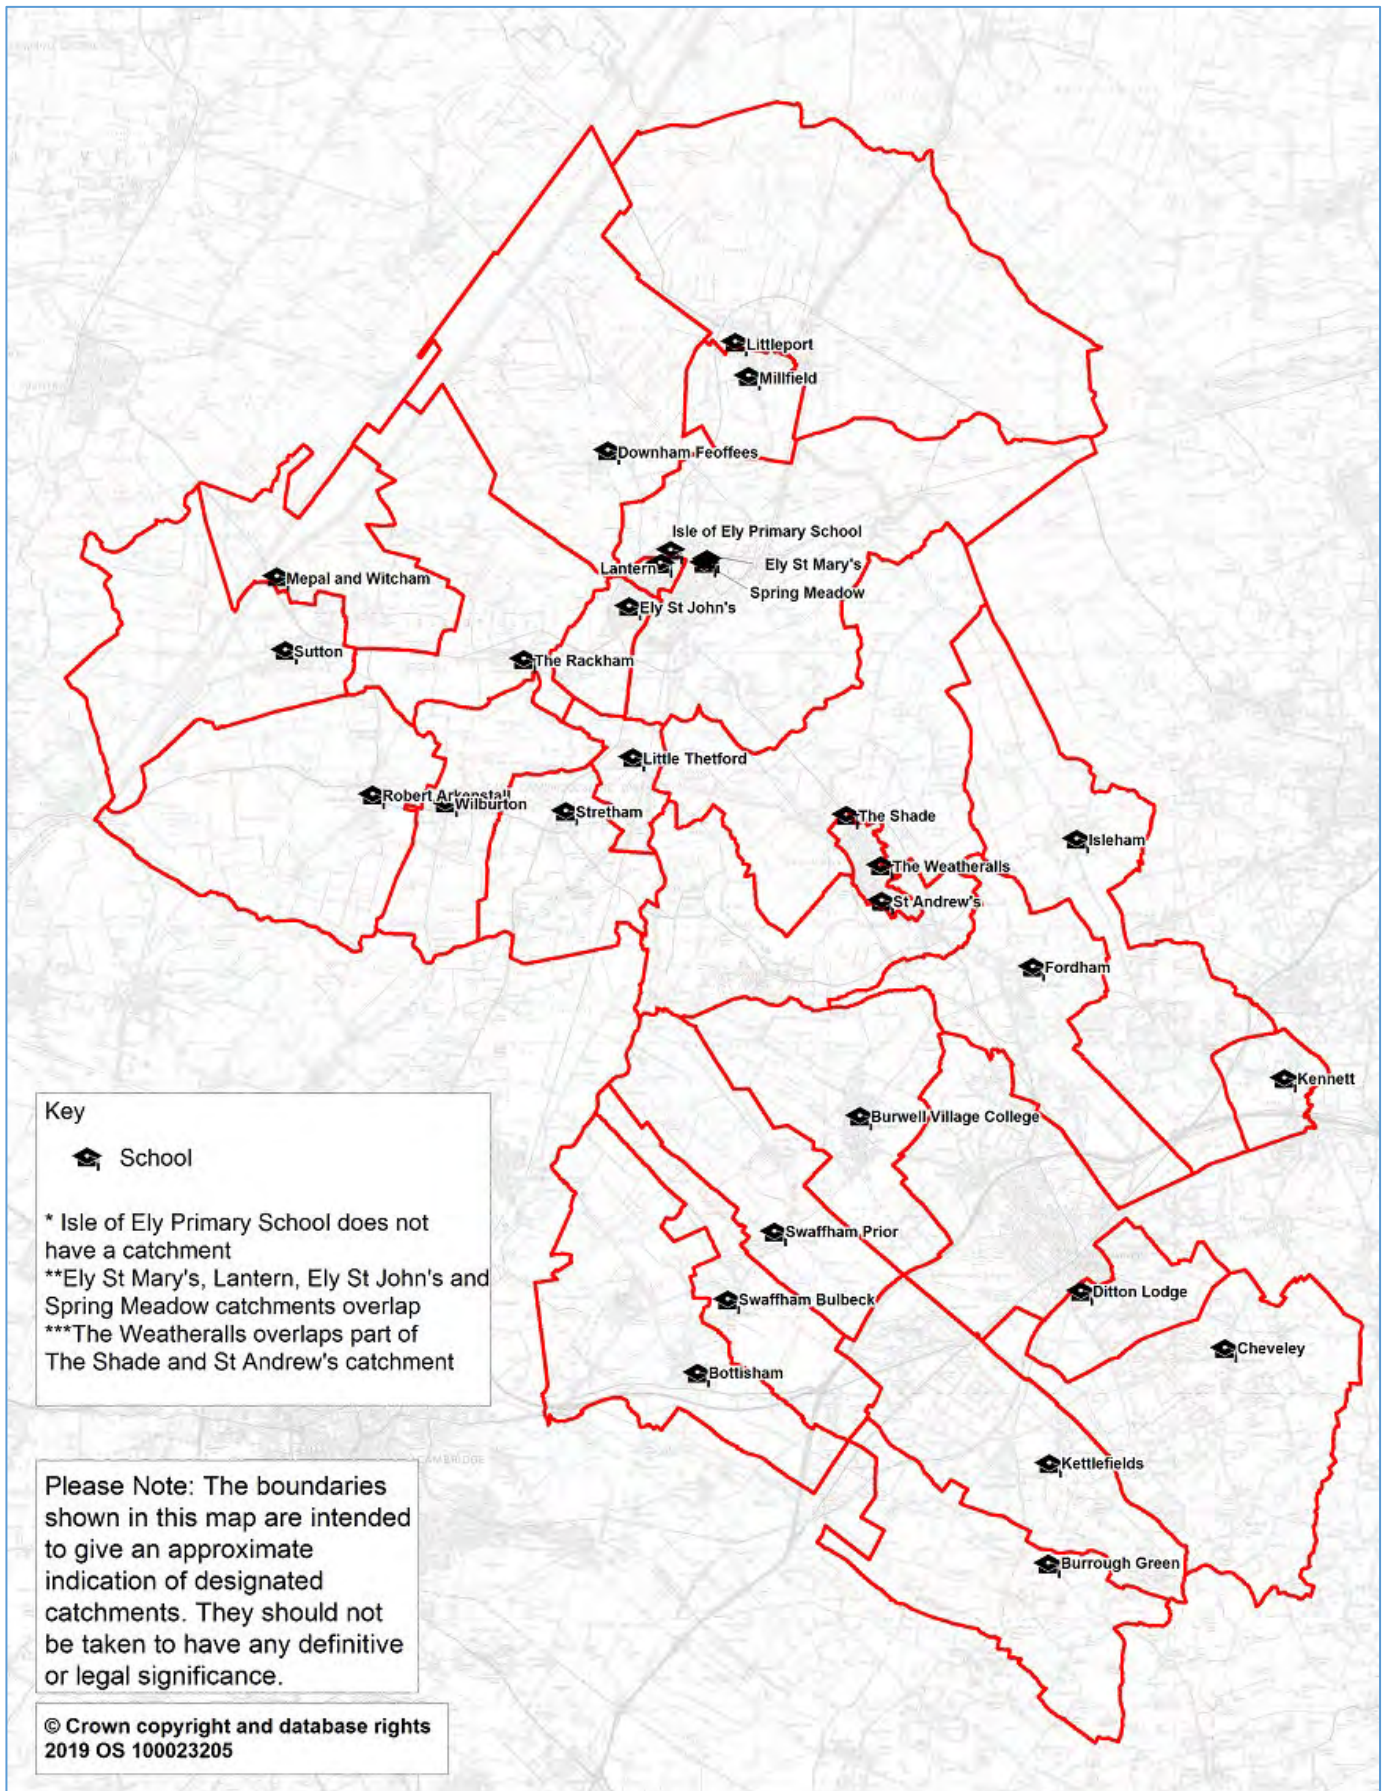 Littleport
Millfield
Downham Feoffees
Isle of Ely Primary School
Lantern
Ely St Mary's
Spring Meadow
Mepal and Witcham
Ely St John's
Sutton
The Rackham
Little Thetford
Robert Arkenstall
Wilburton
Stretham
The Shade
Isleham
The Weatheralls
St Andrew's
Fordham
Kennett
Burwell Village College
Swaffham Prior
Ditton Lodge
Swaffham Bulbeck
Cheveley
Bottisham
Kettlefields
Burrough Green
CAMBRIDGE
Key
School
* Isle of Ely Primary School does not
have a catchment
**Ely St Mary's, Lantern, Ely St John's and
Spring Meadow catchments overlap
***The Weatheralls overlaps part of
The Shade and St Andrew's catchment
Please Note: The boundaries
shown in this map are intended
to give an approximate
indication of designated
catchments. They should not
be taken to have any definitive
or legal significance.
© Crown copyright and database rights
2019 OS 100023205